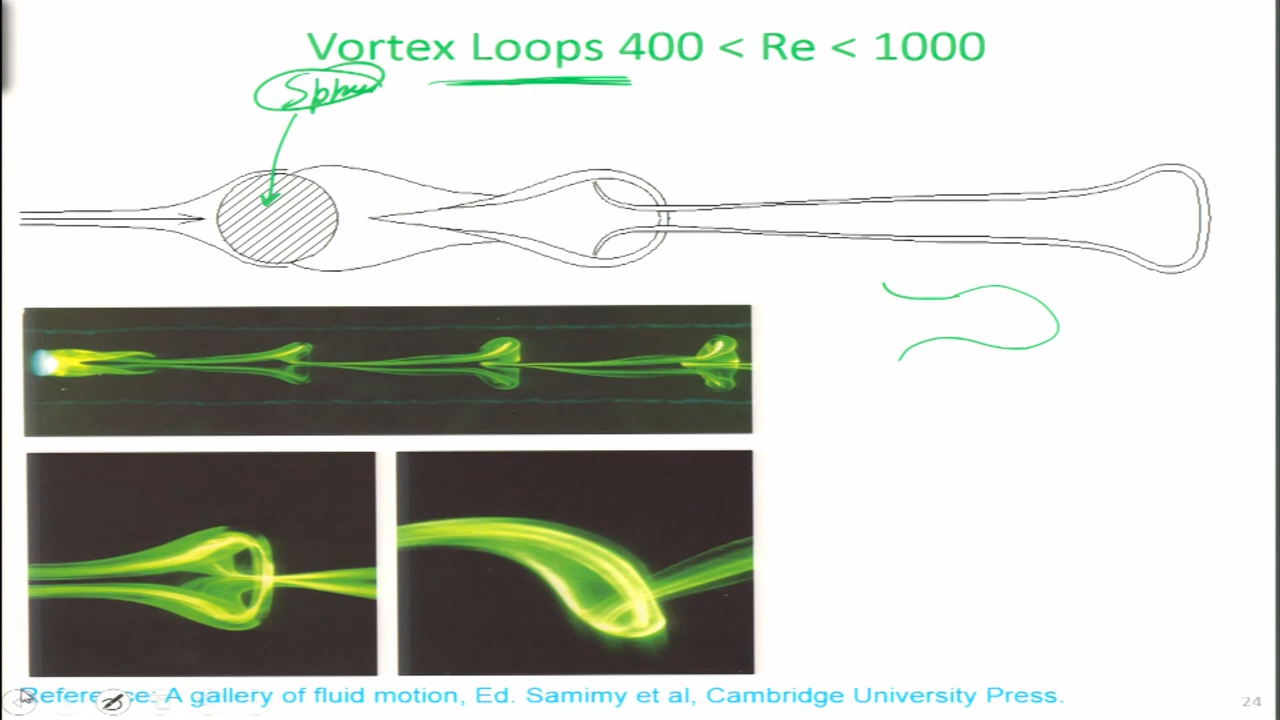 Vortex Loops 400 < Re < 1000
Reference: A gallery of fluid motion, Ed. Samimy et al, Cambridge University Press.
24